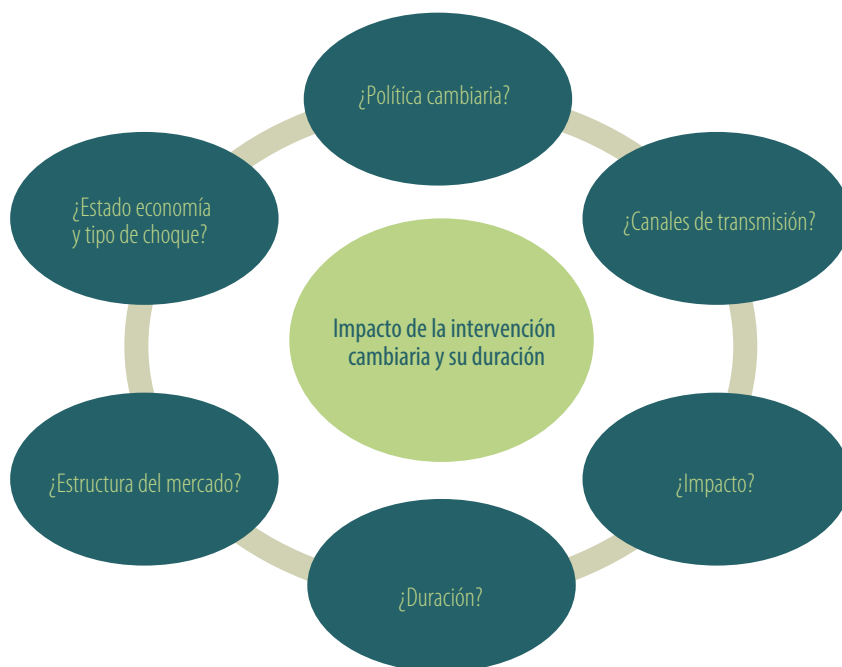 ¿Política cambiaria?
¿Estado economía
y tipo de choque?
¿Canales de transmisión?
Impacto de la intervención
cambiaria y su duración
¿Estructura del mercado?
¿Impacto?
¿Duración?